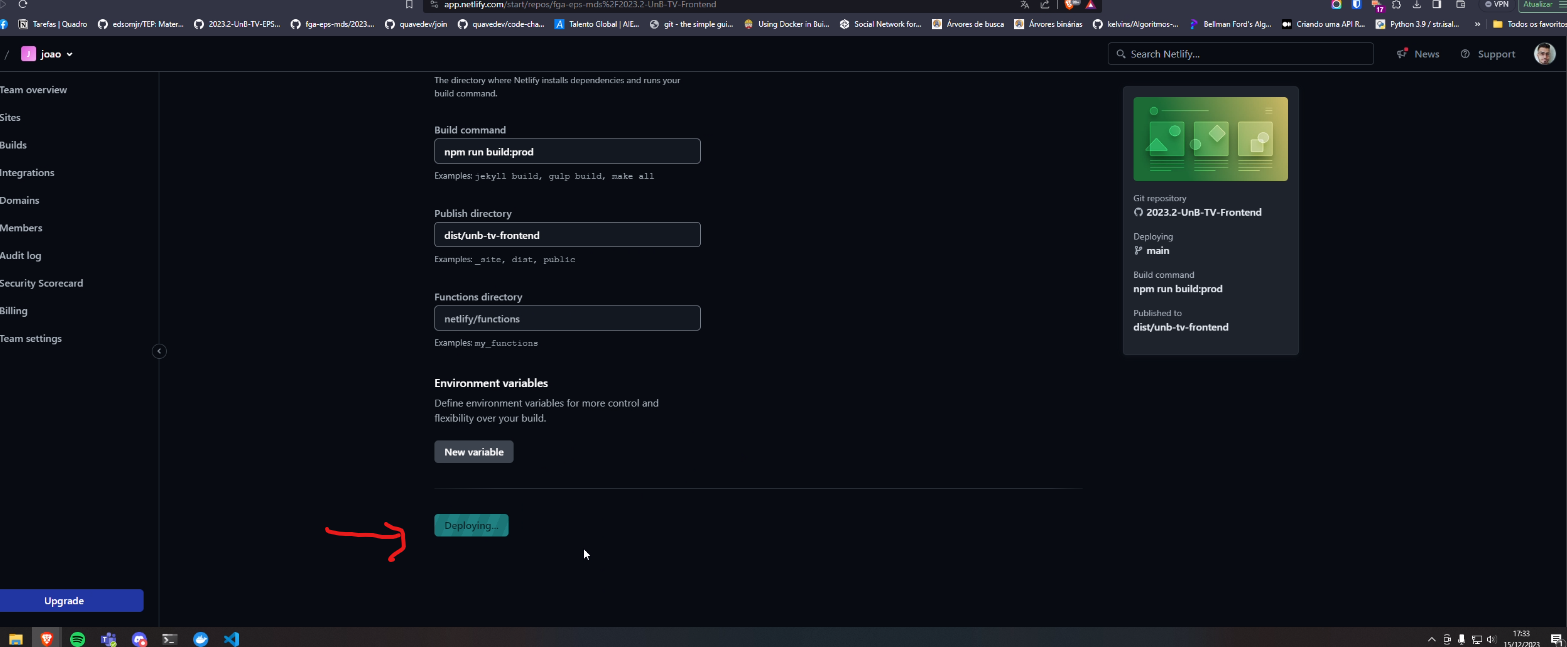 app.netlify.com/start/repos/fga-eps-mds%2F2023.2-UnB-TV-Frontend
VPN
Atualizar
17
Tarefas | Quadro
edsomjr/TEP: Mater...
2023.2-UnB-TV-EPS...
fga-eps-mds/2023....
quavedev/join
quavedev/code-cha...
Talento Global | AIE...
git - the simple gui...
Using Docker in Bui...
Social Network for...
Árvores de busca
Árvores binárias
kelvins/Algoritmos-...
Bellman Ford's Alg...
Criando uma API R...
Python 3.9 / str.isal...
»
Todos os favoritos
/ J joao
Search Netlify...
News
Support
Team overview
Sites
Builds
Integrations
Domains
Members
Audit log
Security Scorecard
Billing
Team settings
Upgrade
The directory where Netlify installs dependencies and runs your
build command.
Build command
npm run build:prod
Examples: jekyll build, gulp build, make all
Publish directory
dist/unb-tv-frontend
Examples: _site, dist, public
Functions directory
netlify/functions
Examples: my_functions
Environment variables
Define environment variables for more control and
flexibility over your build.
New variable
Deploying...
Git repository
2023.2-UnB-TV-Frontend
Deploying
main
Build command
npm run build:prod
Published to
dist/unb-tv-frontend
17:33
15/12/2023